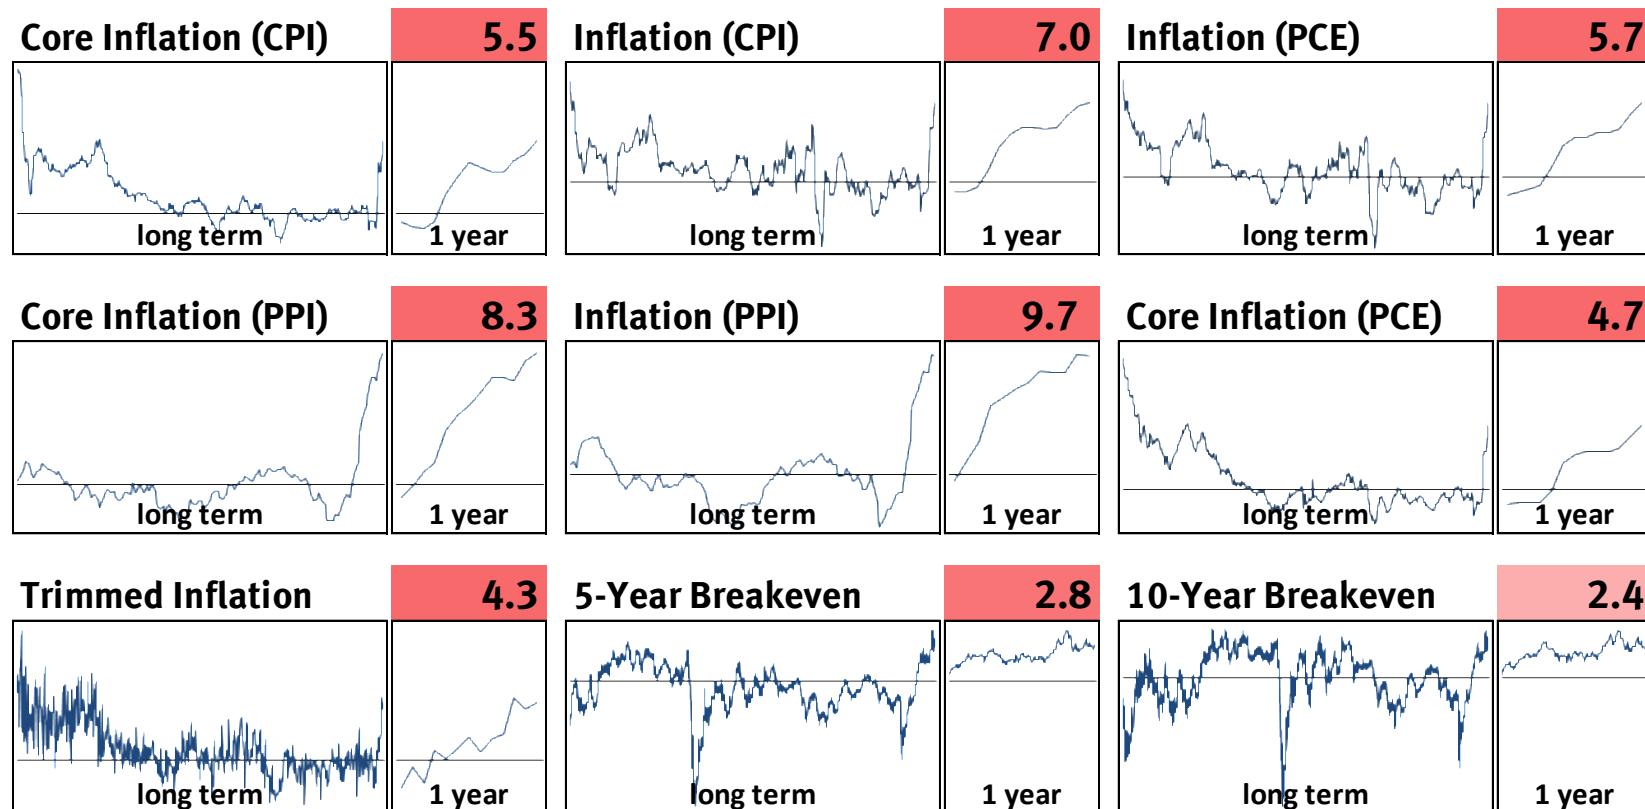 Core Inflation (CPI) 5.5
long term 1 year
Inflation (CPI) 7.0
long term 1 year
Inflation (PCE) 5.7
long term 1 year
Core Inflation (PPI) 8.3
long term 1 year
Inflation (PPI) 9.7
long term 1 year
Core Inflation (PCE) 4.7
long term 1 year
Trimmed Inflation 4.3
long term 1 year
5-Year Breakeven 2.8
long term 1 year
10-Year Breakeven 2.4
long term 1 year